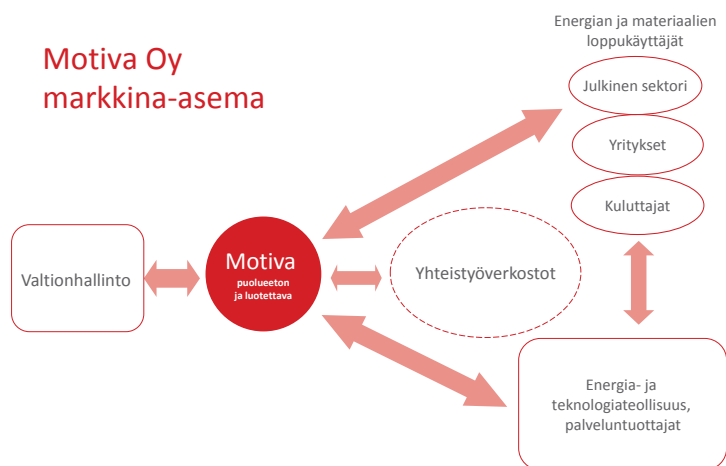 Motiva Oy
markkina-asema
Energian ja materiaalien
loppukäyttäjät
Julkinen sektori
Yritykset
Kuluttajat
Valtionhallinto
Motiva
puolueeton
ja luotettava
Yhteistyöverkostot
Energia- ja
teknologiateollisuus,
palveluntuottajat